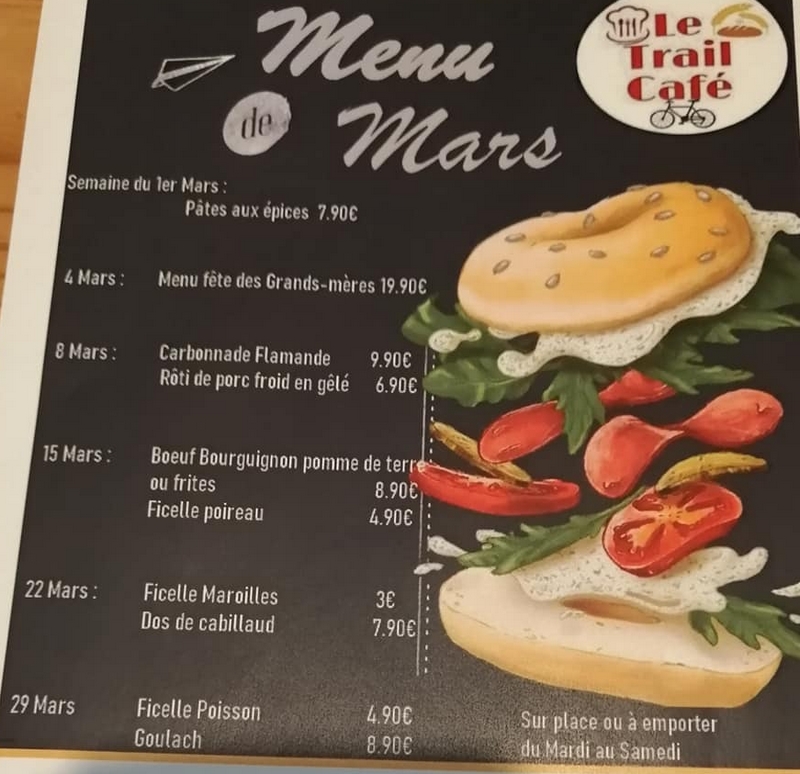 Menu
de Mars
Le
Trail
Café
Semaine du 1er Mars :
Pâtes aux épices 7.90€
4 Mars : Menu fête des Grands-mères 19.90€
8 Mars : Carbonnade Flamande 9.90€
Rôti de porc froid en gêlé 6.90€
15 Mars : Boeuf Bourguignon pomme de terre
ou frites 8.90€
Ficelle poireau 4.90€
22 Mars : Ficelle Maroilles 3€
Dos de cabillaud 7.90€
29 Mars Ficelle Poisson 4.90€
Goulach 8.90€
Sur place ou à emporter
du Mardi au Samedi